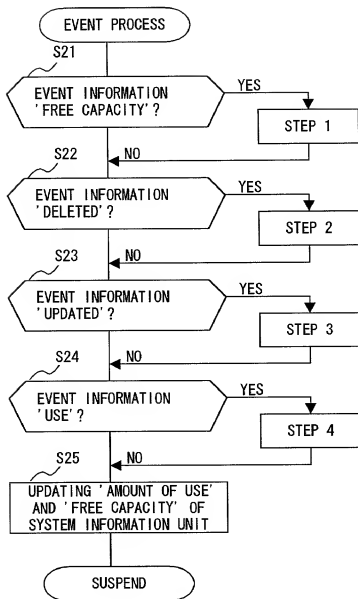 EVENT PROCESS
S21
EVENT INFORMATION
'FREE CAPACITY'?
YES
STEP 1
NO
S22
EVENT INFORMATION
'DELETED'?
YES
STEP 2
NO
S23
EVENT INFORMATION
'UPDATED'?
YES
STEP 3
NO
S24
EVENT INFORMATION
'USE'?
YES
STEP 4
NO
S25
UPDATING 'AMOUNT OF USE'
AND 'FREE CAPACITY' OF
SYSTEM INFORMATION UNIT
SUSPEND